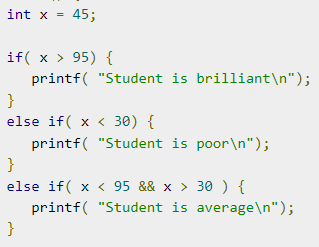 int x = 45;
if( x > 95) {
printf( "Student is brilliant\n");
}
else if( x < 30) {
printf( "Student is poor\n");
}
else if( x < 95 && x > 30 ) {
printf( "Student is average\n");
}